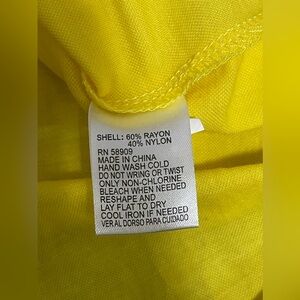 SHELL: 60% RAYON
40% NYLON
RN 58909
MADE IN CHINA
HAND WASH COLD
DO NOT WRING OR TWIST
ONLY NON-CHLORINE
BLEACH WHEN NEEDED
RESHAPE AND
LAY FLAT TO DRY
COOL IRON IF NEEDED
VER AL DORSO PARA CUIDADO